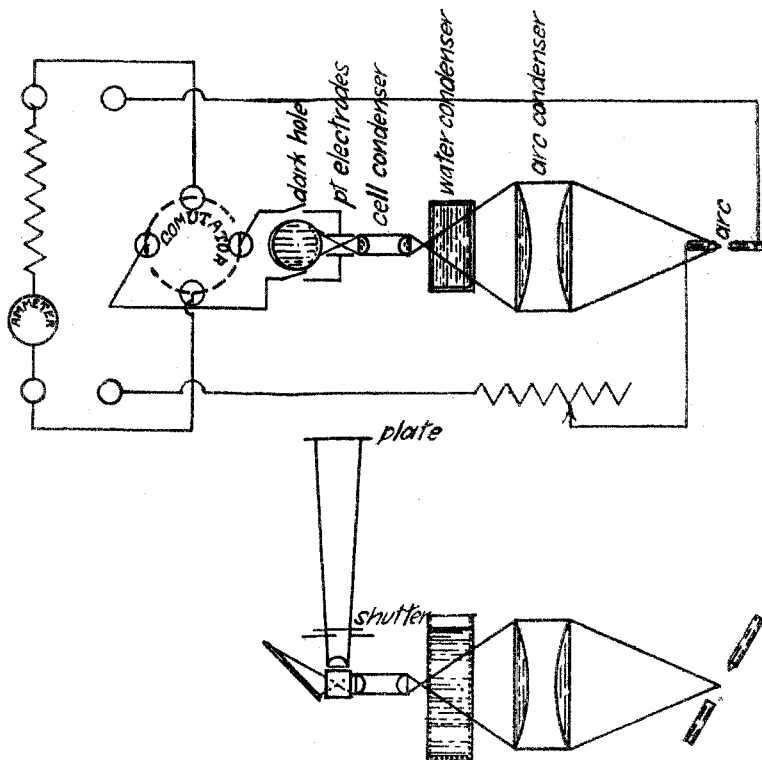 COMUTATOR
AMMETER
dark hole
pt electrodes
cell condenser
water condenser
arc condenser
arc
plate
shutter